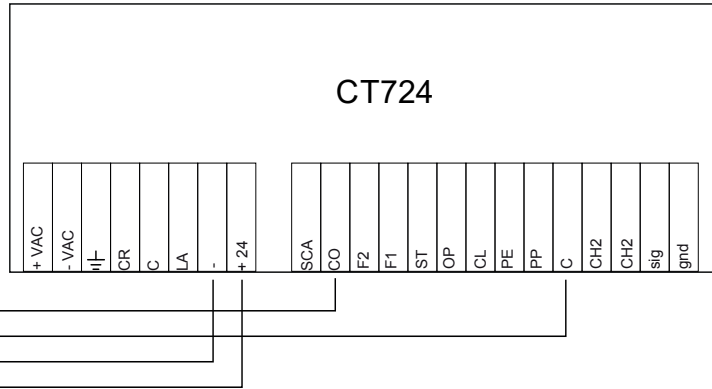 CT724
+ VAC
- VAC
CR
C
LA
-
+ 24
SCA
CO
F2
F1
ST
OP
CL
PE
PP
C
CH2
CH2
sig
gnd